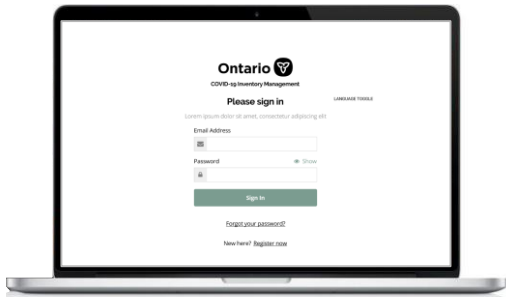 Ontario
COVID-19 Inventory Management
Please sign in
LANGUAGE TOGGLE
Lorem ipsum dolor sit amet, consectetur adipiscing elit
Email Address
Password Show
Sign In
Forgot your password?
New here? Register now